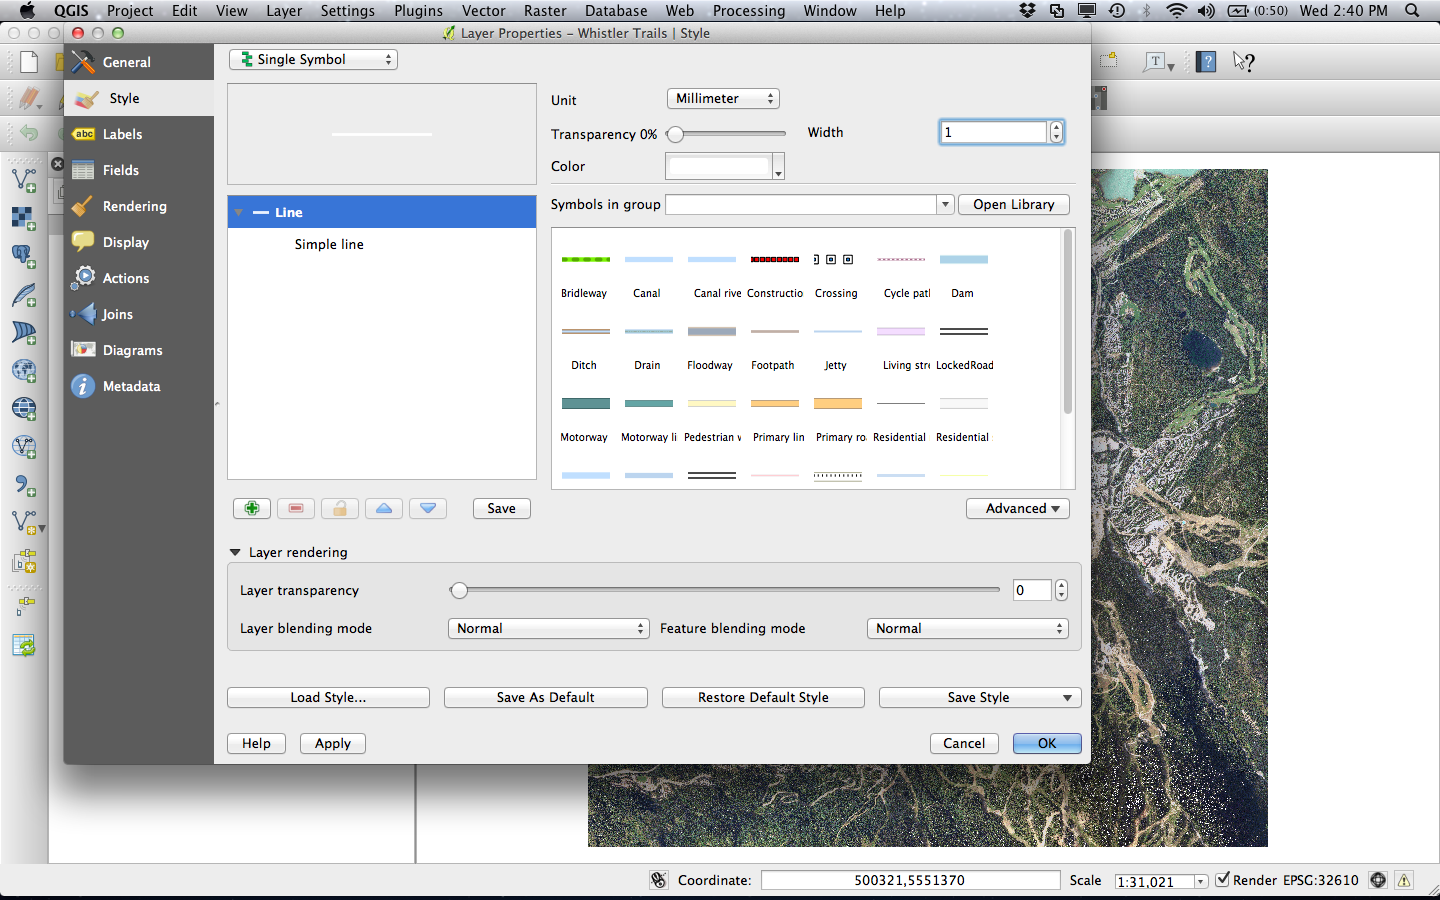 QGIS Project Edit View Layer Settings Plugins Vector Raster Database Web Processing Window Help (0:50) Wed 2:40 PM
Layer Properties - Whistler Trails | Style
General
Style
Labels
Fields
Rendering
Display
Actions
Joins
Diagrams
Metadata
abc
Single Symbol
Unit Millimeter
Transparency 0% Width 1
Color
Line
Simple line
Symbols in group Open Library
Bridleway Canal Canal rive Constructio Crossing Cycle patl Dam
Ditch Drain Floodway Footpath Jetty Living stre LockedRoad
Motorway Motorway li Pedestrian w Primary lin Primary roa Residential Residential
Save Advanced
Layer rendering
Layer transparency 0
Layer blending mode Normal Feature blending mode Normal
Load Style... Save As Default Restore Default Style Save Style
Help Apply Cancel OK
T ? ?
Coordinate: 500321,5551370 Scale 1:31,021 Render EPSG:32610